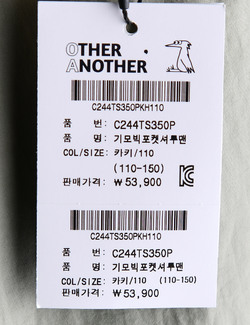 OTHER
ANOTHER
C244TS350PKH110
품 번: C244TS350P
품 명: 기모빅포켓셔투맨
COL/SIZE: 카키/110
(110-150)
판매가격: ₩53,900
C244TS350PKH110
품 번: C244TS350P
품 명: 기모빅포켓셔투맨
COL/SIZE: 카키/110 (110-150)
판매가격: ₩53,900